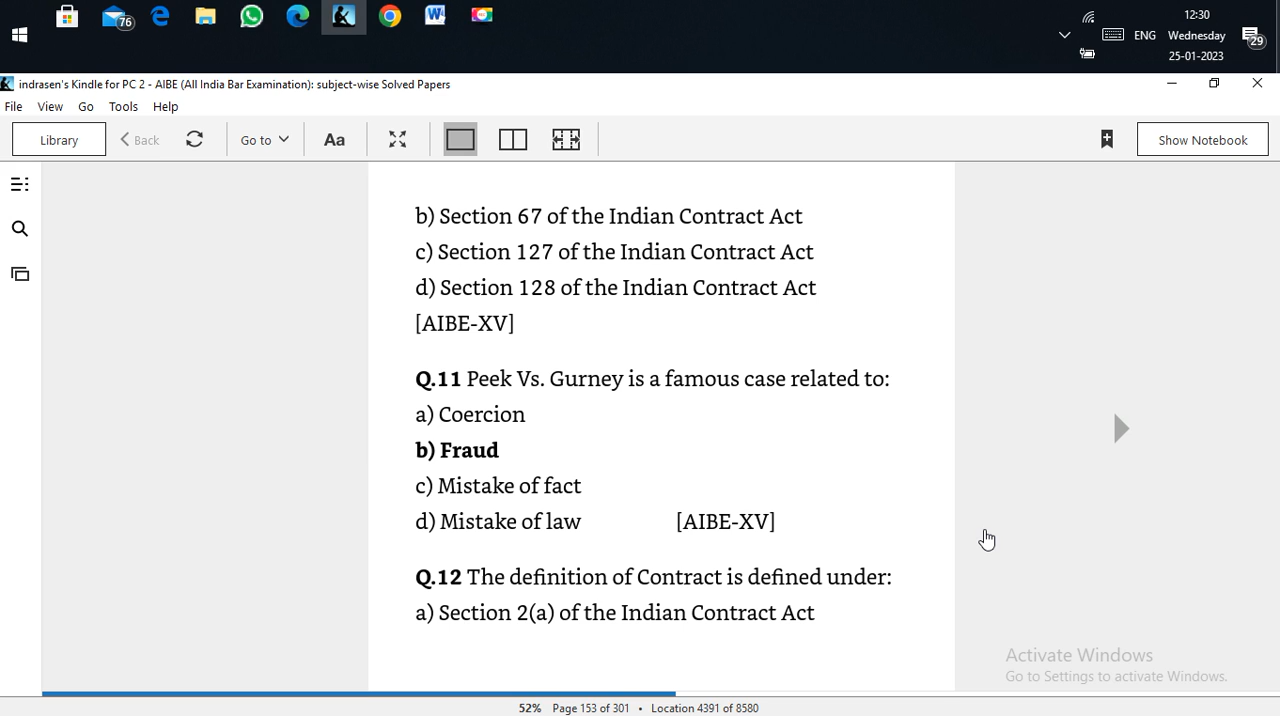 76
ENG
12:30
Wednesday
25-01-2023
29
indrasen's Kindle for PC 2 - AIBE (All India Bar Examination): subject-wise Solved Papers
File View Go Tools Help
Library Back Go to Aa Show Notebook
b) Section 67 of the Indian Contract Act
c) Section 127 of the Indian Contract Act
d) Section 128 of the Indian Contract Act
[AIBE-XV]
Q.11 Peek Vs. Gurney is a famous case related to:
a) Coercion
b) Fraud
c) Mistake of fact
d) Mistake of law [AIBE-XV]
Q.12 The definition of Contract is defined under:
a) Section 2(a) of the Indian Contract Act
Activate Windows
Go to Settings to activate Windows.
52% Page 153 of 301 • Location 4391 of 8580